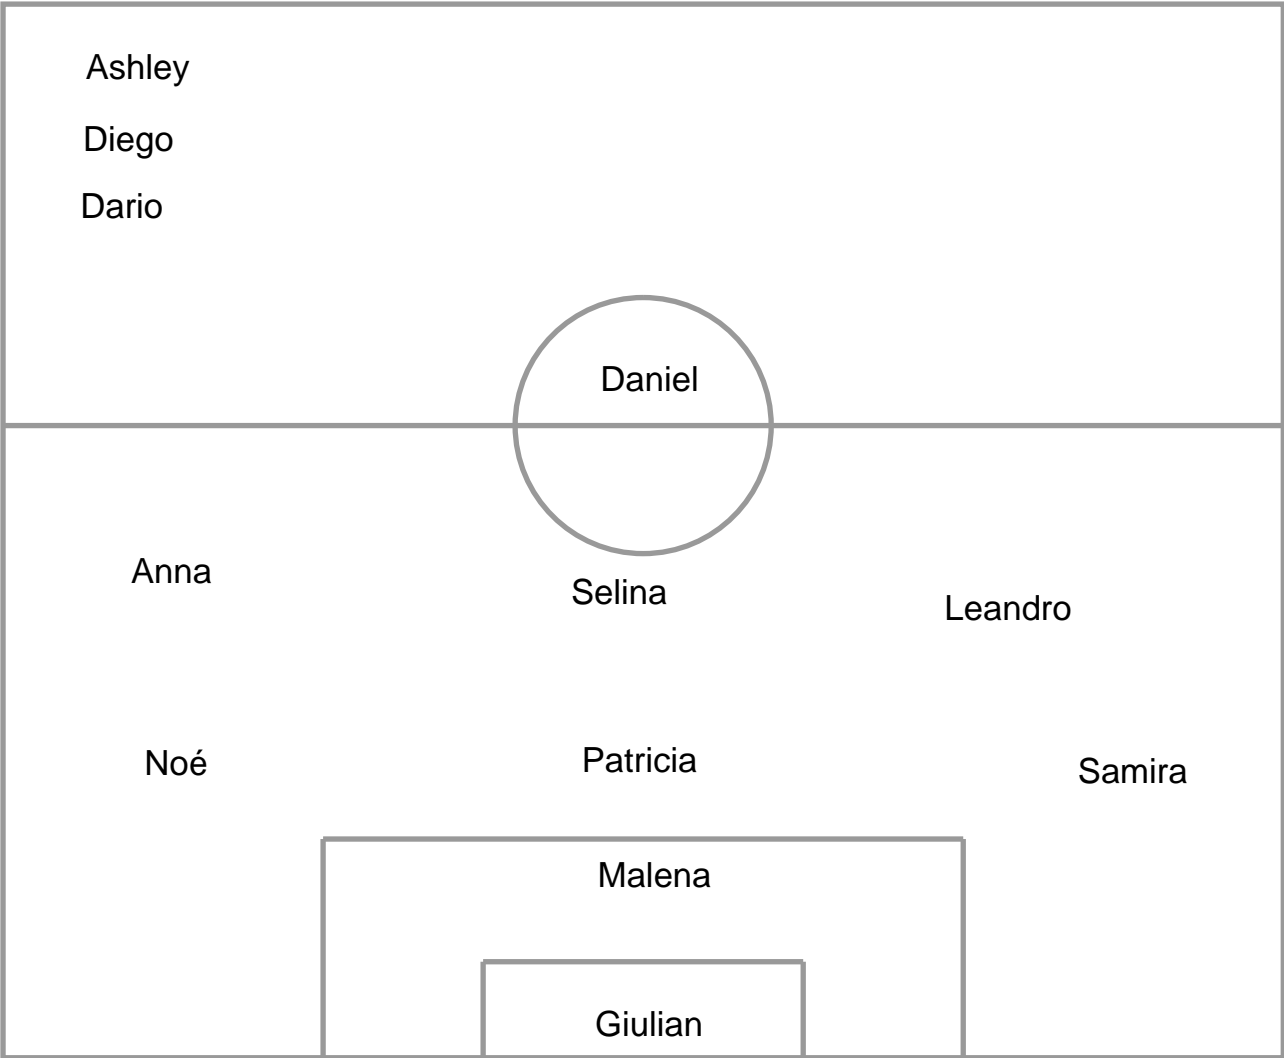 Ashley
Diego
Dario
Daniel
Anna
Selina
Leandro
Noé
Patricia
Samira
Malena
Giulian